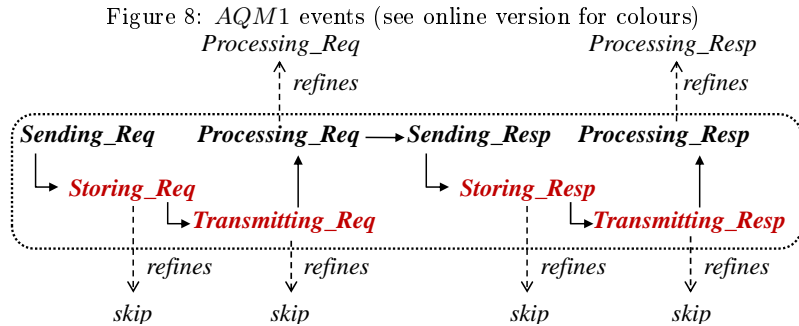 Figure 8: AQM1 events (see online version for colours)
Processing_Req Processing_Resp
refines refines
Sending_Req Processing_Req Sending_Resp Processing_Resp
Storing_Req Storing_Resp
Transmitting_Req Transmitting_Resp
refines refines refines refines
skip skip skip skip